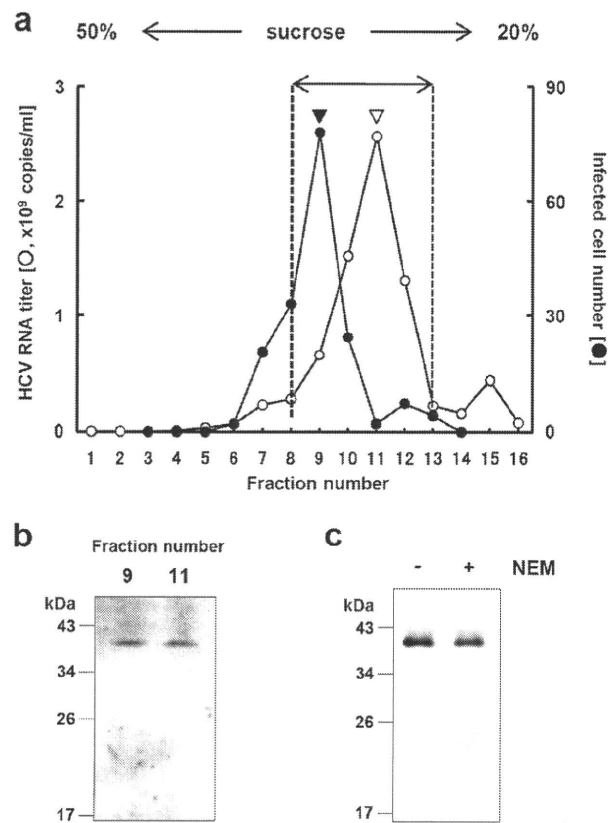 a
50% sucrose 20%
3 90
2 60
1 30
0 0
HCV RNA titer [O, x10⁹ copies/ml]
Infected cell number [●]
1 2 3 4 5 6 7 8 9 10 11 12 13 14 15 16
Fraction number
b
Fraction number
9 11
kDa
43
34
26
17
c
- + NEM
kDa
43
34
26
17